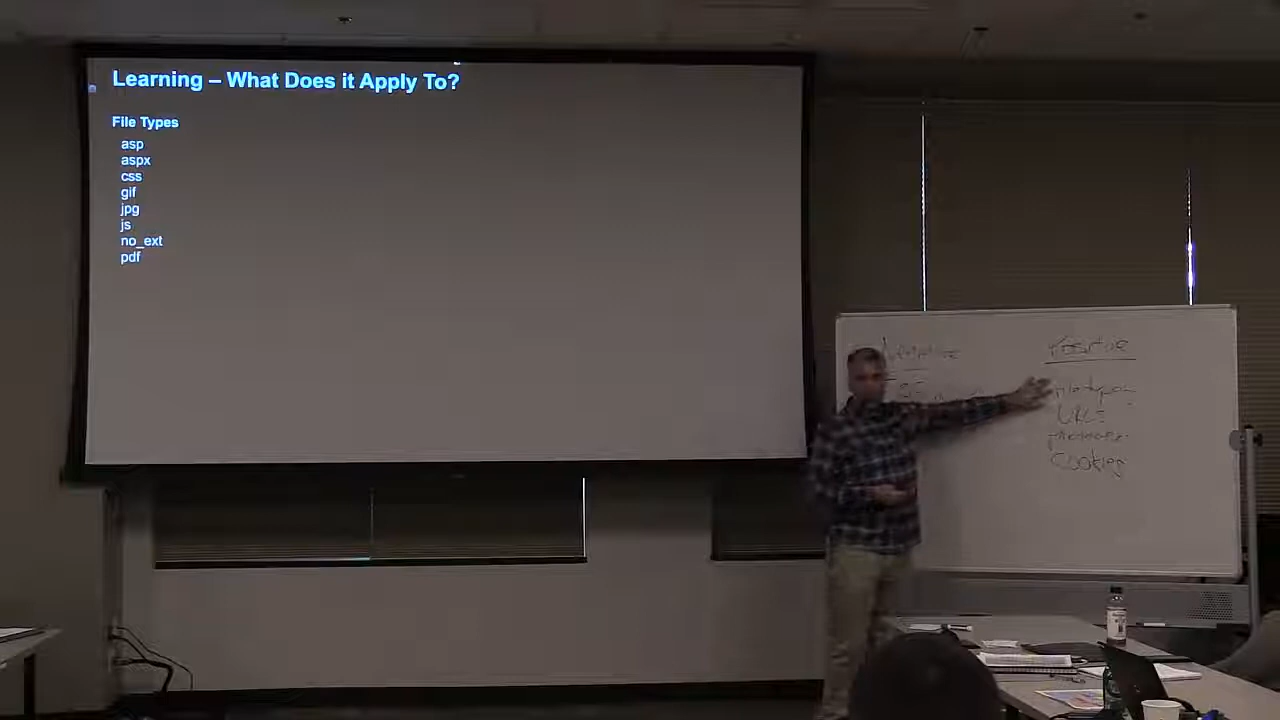 Learning – What Does it Apply To?
File Types
asp
aspx
css
gif
jpg
js
no_ext
pdf
Negative
Positive
URLs
Cookies